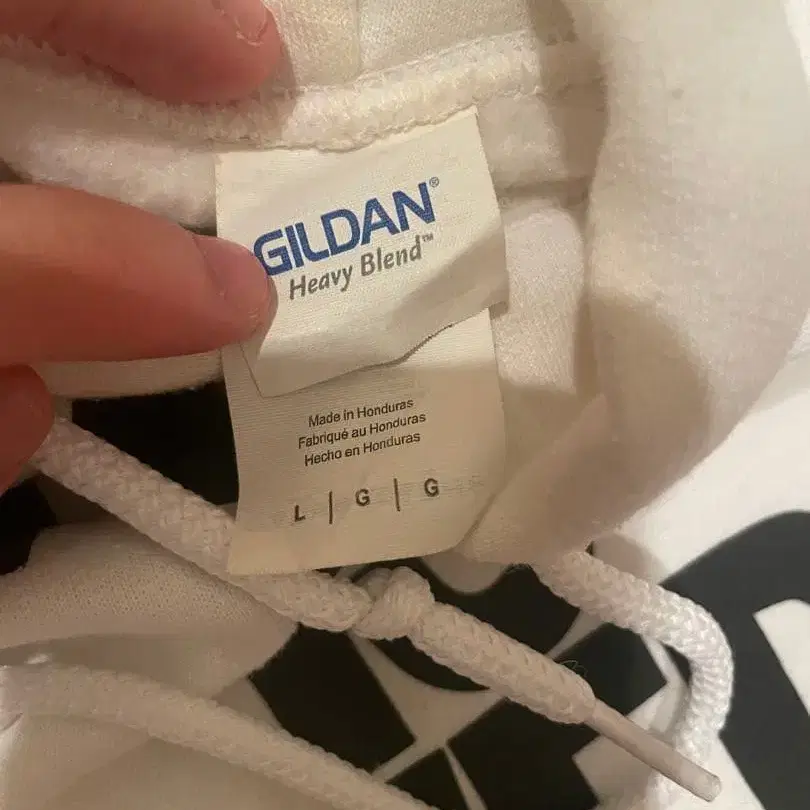 GILDAN®
Heavy Blend™
Made in Honduras
Fabriqué au Honduras
Hecho en Honduras
L | G | G